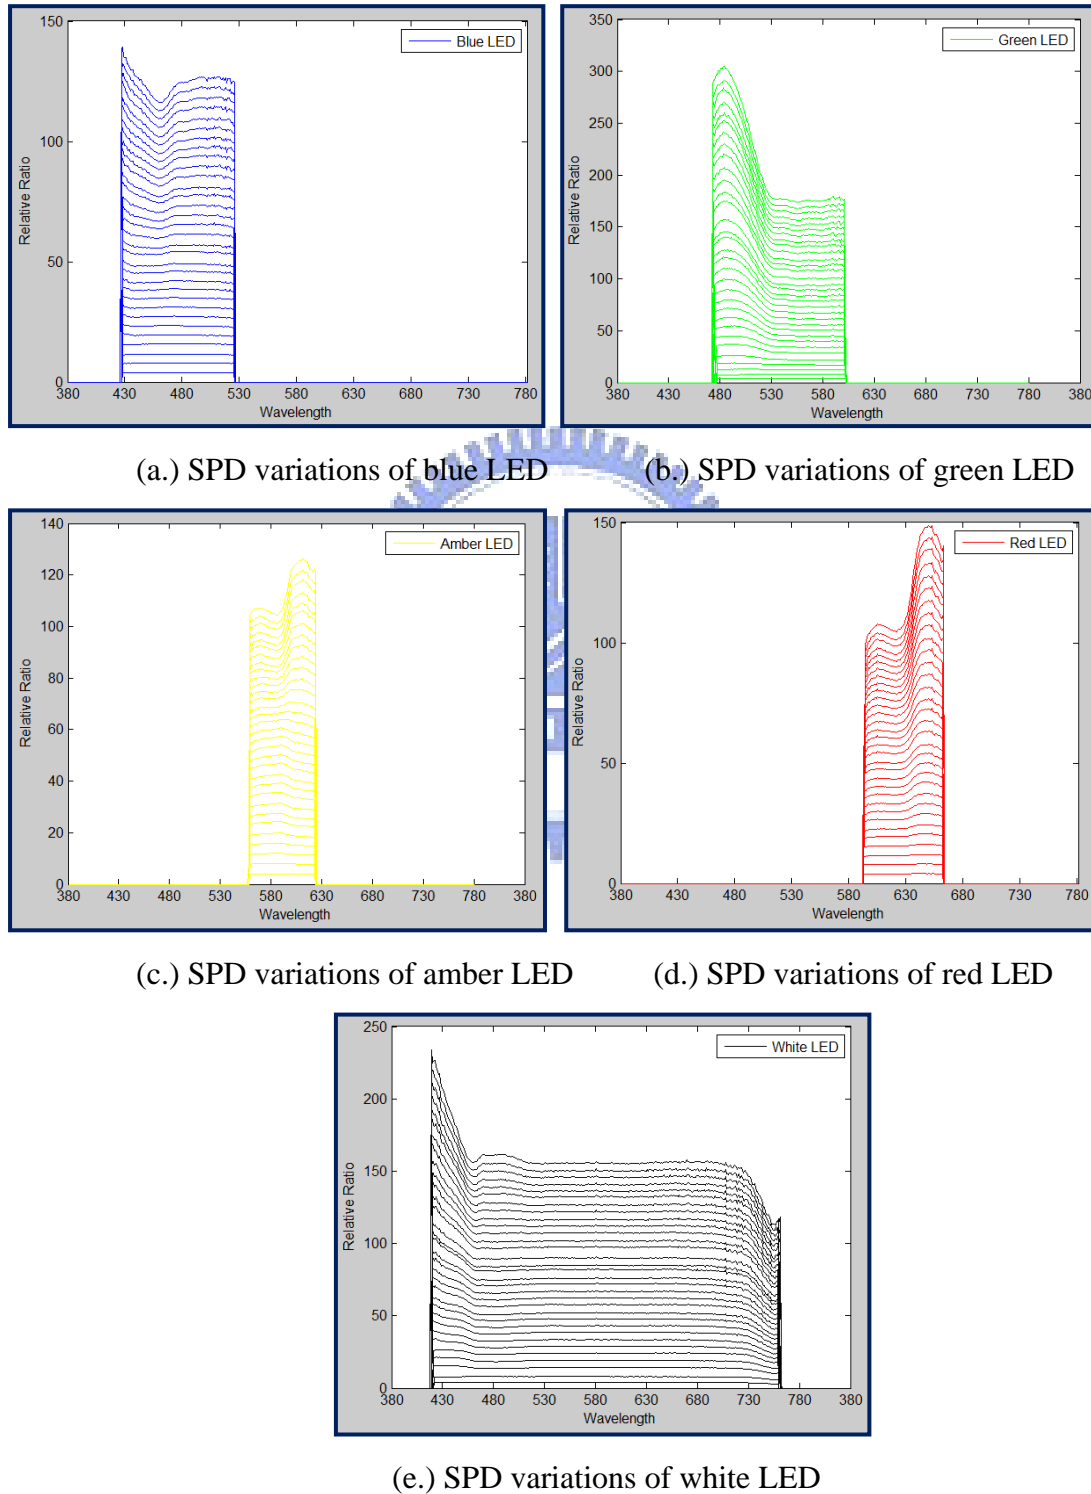 150
100
50
0
380 430 480 530 580 630 680 730 780
Relative Ratio
Wavelength
Blue LED
350
300
250
200
150
100
50
0
380 430 480 530 580 630 680 730 780 380
Relative Ratio
Wavelength
Green LED
(a.) SPD variations of blue LED
(b.) SPD variations of green LED
140
120
100
80
60
40
20
0
380 430 480 530 580 630 680 730 780 380
Relative Ratio
Wavelength
Amber LED
150
100
50
0
380 430 480 530 580 630 680 730 780
Relative Ratio
Wavelength
Red LED
(c.) SPD variations of amber LED
(d.) SPD variations of red LED
250
200
150
100
50
0
380 430 480 530 580 630 680 730 780 380
Relative Ratio
Wavelength
White LED
(e.) SPD variations of white LED